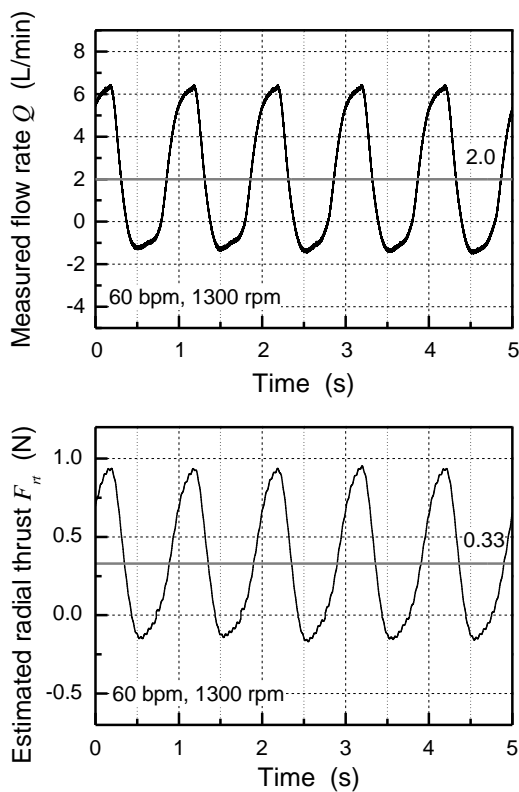 Measured flow rate Q (L/min)
8
6
4
2
0
-2
-4
2.0
60 bpm, 1300 rpm
0 1 2 3 4 5
Time (s)
Estimated radial thrust F_rt (N)
1.0
0.5
0.0
-0.5
0.33
60 bpm, 1300 rpm
0 1 2 3 4 5
Time (s)